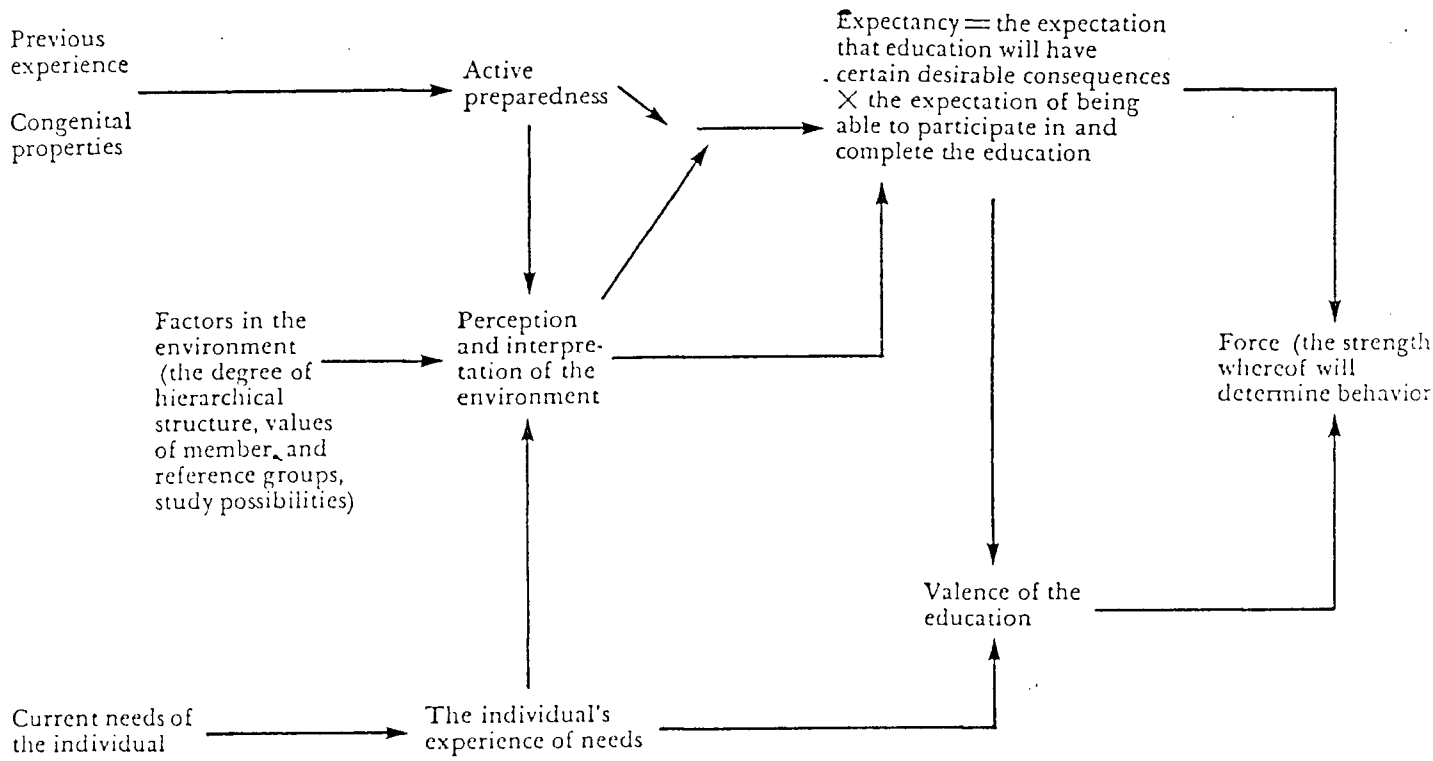 Previous
experience
Congenital
properties
Active
preparedness
Expectancy = the expectation
that education will have
certain desirable consequences
× the expectation of being
able to participate in and
complete the education
Factors in the
environment
(the degree of
hierarchical
structure, values
of member and
reference groups,
study possibilities)
Perception
and interpre-
tation of the
environment
Force (the strength
whereof will
determine behavior
Valence of the
education
Current needs of
the individual
The individual's
experience of needs